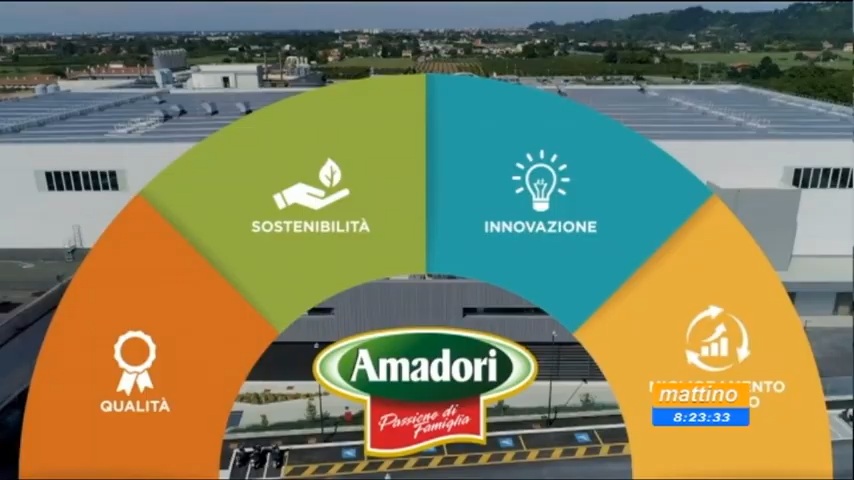 SOSTENIBILITÀ
INNOVAZIONE
QUALITÀ
Amadori
Passione di
Famiglia
mattino
8:23:33